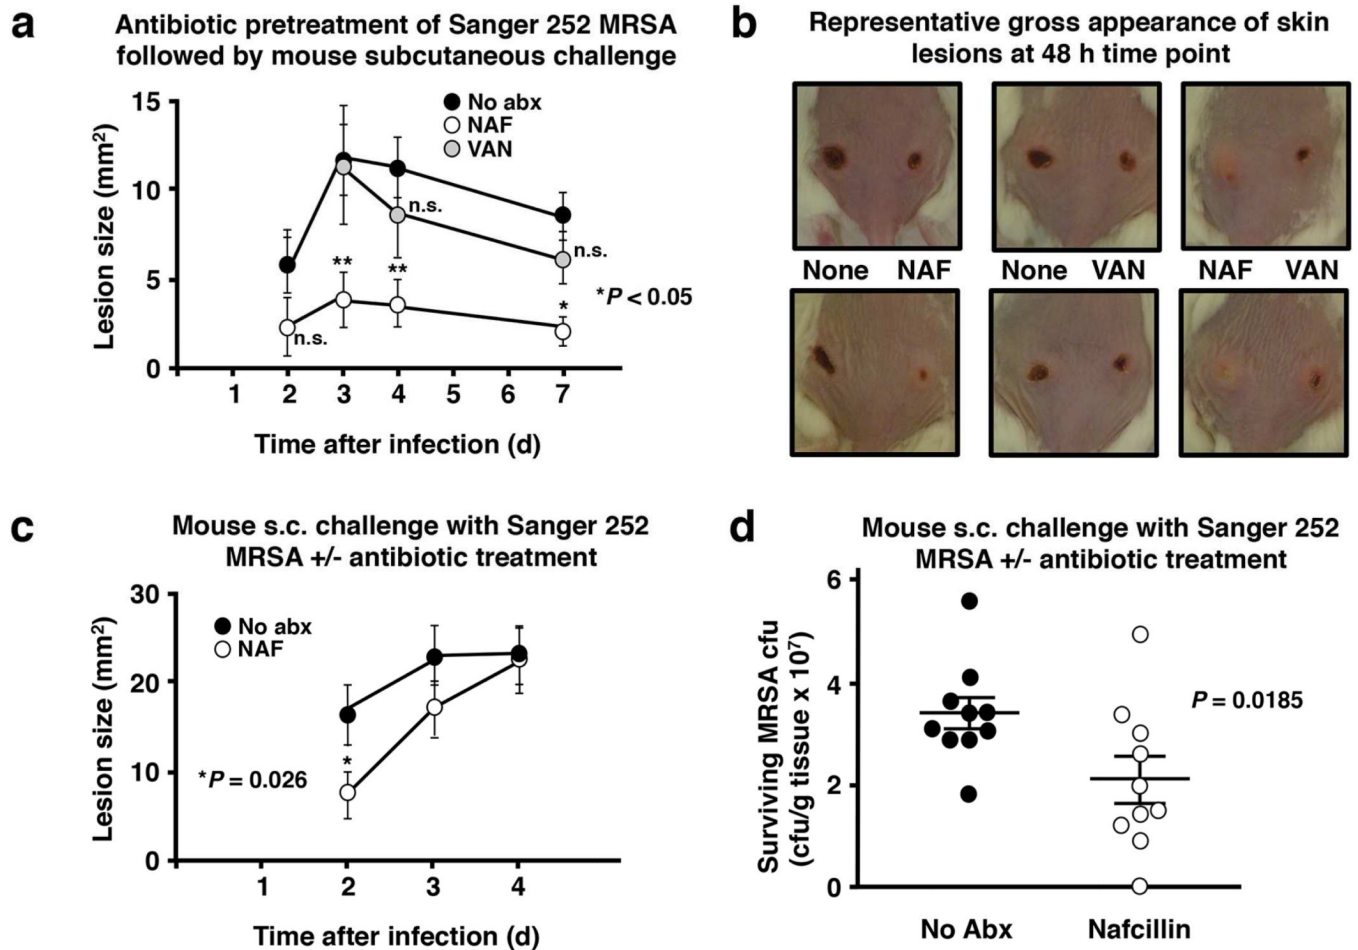 a
Antibiotic pretreatment of Sanger 252 MRSA
followed by mouse subcutaneous challenge
15
10
5
0
Lesion size (mm²)
No abx
NAF
VAN
n.s.
**
**
n.s.
n.s.
*
*P < 0.05
1 2 3 4 5 6 7
Time after infection (d)
b
Representative gross appearance of skin
lesions at 48 h time point
None NAF
None VAN
NAF VAN
c
Mouse s.c. challenge with Sanger 252
MRSA +/- antibiotic treatment
30
20
10
0
Lesion size (mm²)
No abx
NAF
*
*P = 0.026
1 2 3 4
Time after infection (d)
d
Mouse s.c. challenge with Sanger 252
MRSA +/- antibiotic treatment
6
4
2
0
Surviving MRSA cfu
(cfu/g tissue x 10⁷)
P = 0.0185
No Abx Nafcillin